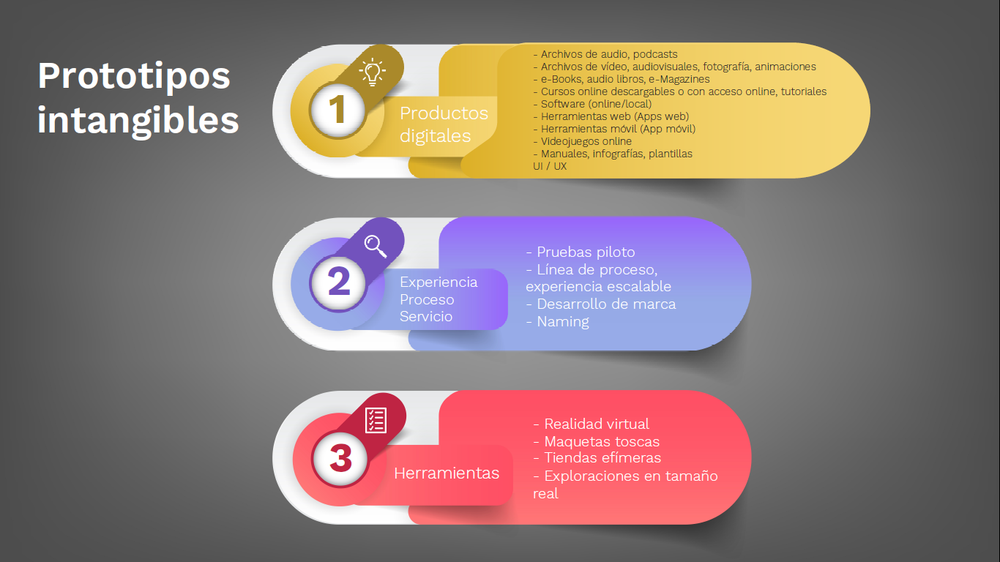 Prototipos
intangibles
1
Productos
digitales
- Archivos de audio, podcasts
- Archivos de vídeo, audiovisuales, fotografía, animaciones
- e-Books, audio libros, e-Magazines
- Cursos online descargables o con acceso online, tutoriales
- Software (online/local)
- Herramientas web (Apps web)
- Herramientas móvil (App móvil)
- Videojuegos online
- Manuales, infografías, plantillas
UI / UX
2
Experiencia
Proceso
Servicio
- Pruebas piloto
- Línea de proceso,
experiencia escalable
- Desarrollo de marca
- Naming
3
Herramientas
- Realidad virtual
- Maquetas toscas
- Tiendas efímeras
- Exploraciones en tamaño
real